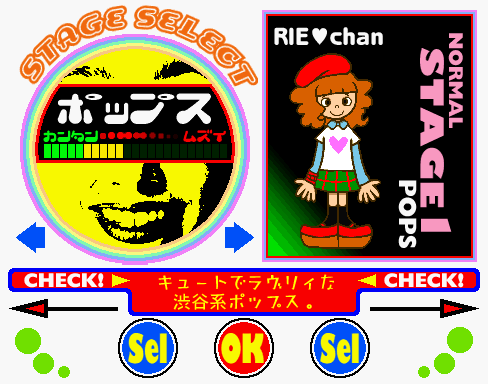 STAGE SELECT
ポップス
カンタン ムズイ
RIE♥chan
NORMAL
STAGE!
POPS
CHECK!
キュートでラヴリィな
渋谷系ポップス。
CHECK!
Sel
OK
Sel